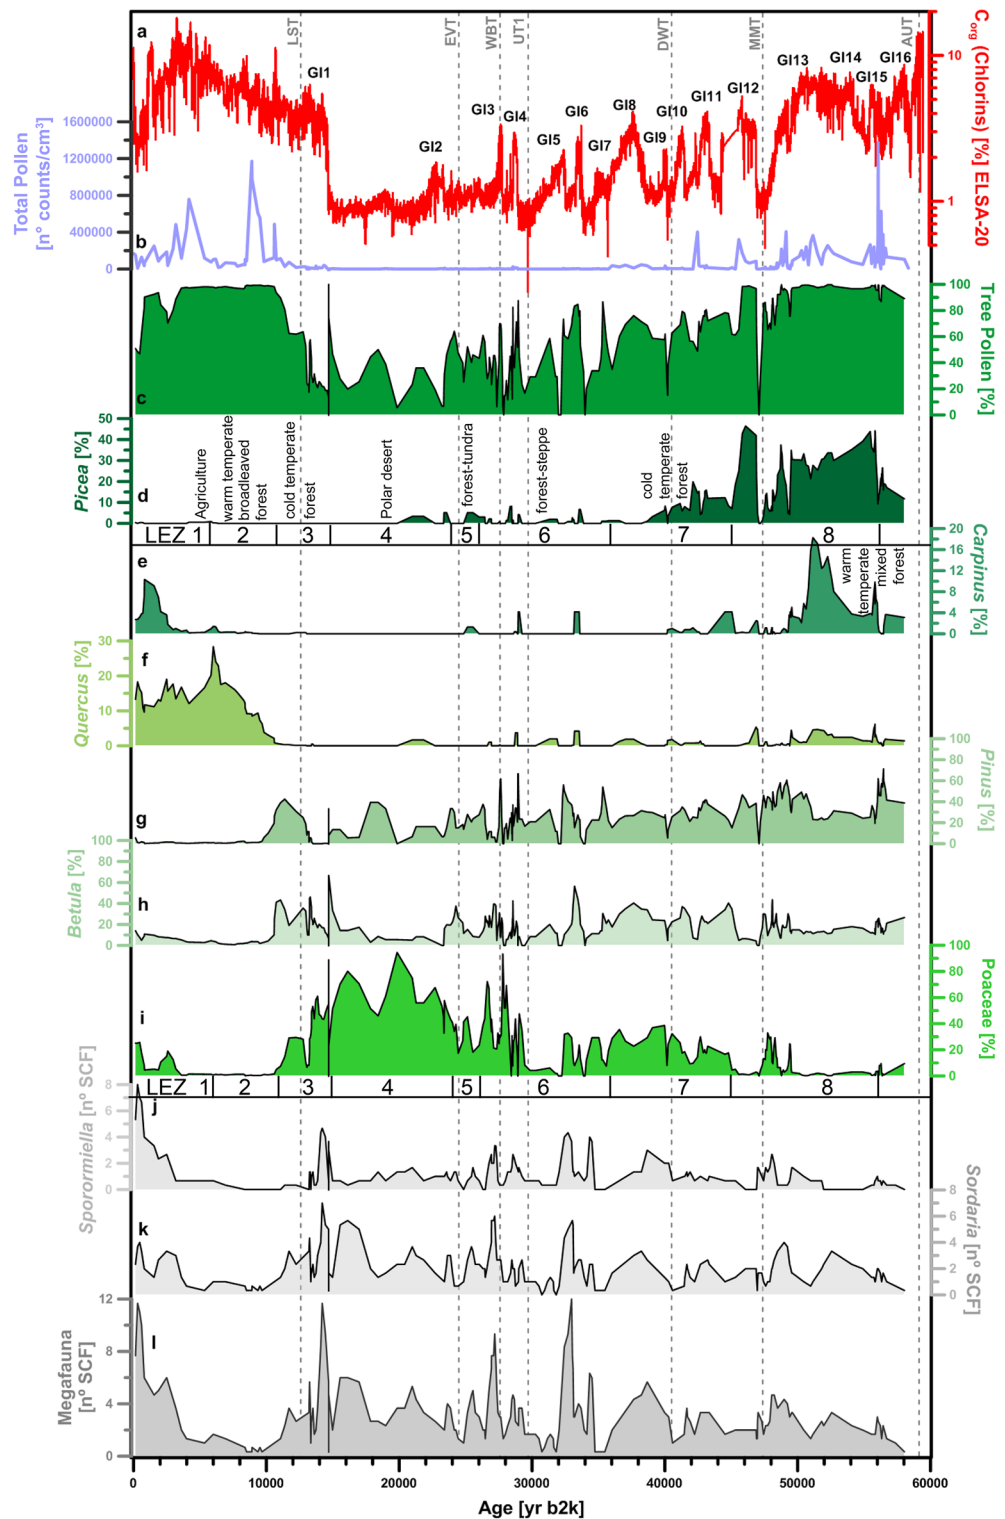 a
LST
EVT
WBT
UT1
DWT
MMT
AUT
C_org (Chlorins) [%] ELSA-20
10
1
GI1
GI2
GI3
GI4
GI5
GI6
GI7
GI8
GI9
GI10
GI11
GI12
GI13
GI14
GI15
GI16
Total Pollen
[n° counts/cm³]
1600000
1200000
800000
400000
0
b
Tree Pollen [%]
100
80
60
40
20
0
c
Picea [%]
50
40
30
20
10
0
d
Agriculture
warm temperate
broadleaved
forest
cold temperate
forest
Polar desert
forest-tundra
forest-steppe
cold
temperate
forest
LEZ 1 2 3 4 5 6 7 8
e
warm
temperate
mixed
forest
Carpinus [%]
20
16
12
8
4
0
f
Quercus [%]
30
20
10
0
g
Pinus [%]
100
80
60
40
20
0
h
Betula [%]
100
80
60
40
20
0
i
Poaceae [%]
100
80
60
40
20
0
LEZ 1 2 3 4 5 6 7 8
j
Sporormiella [n° SCF]
8
6
4
2
0
k
Sordaria [n° SCF]
8
6
4
2
0
l
Megafauna
[n° SCF]
12
8
4
0
0 10000 20000 30000 40000 50000 60000
Age [yr b2k]